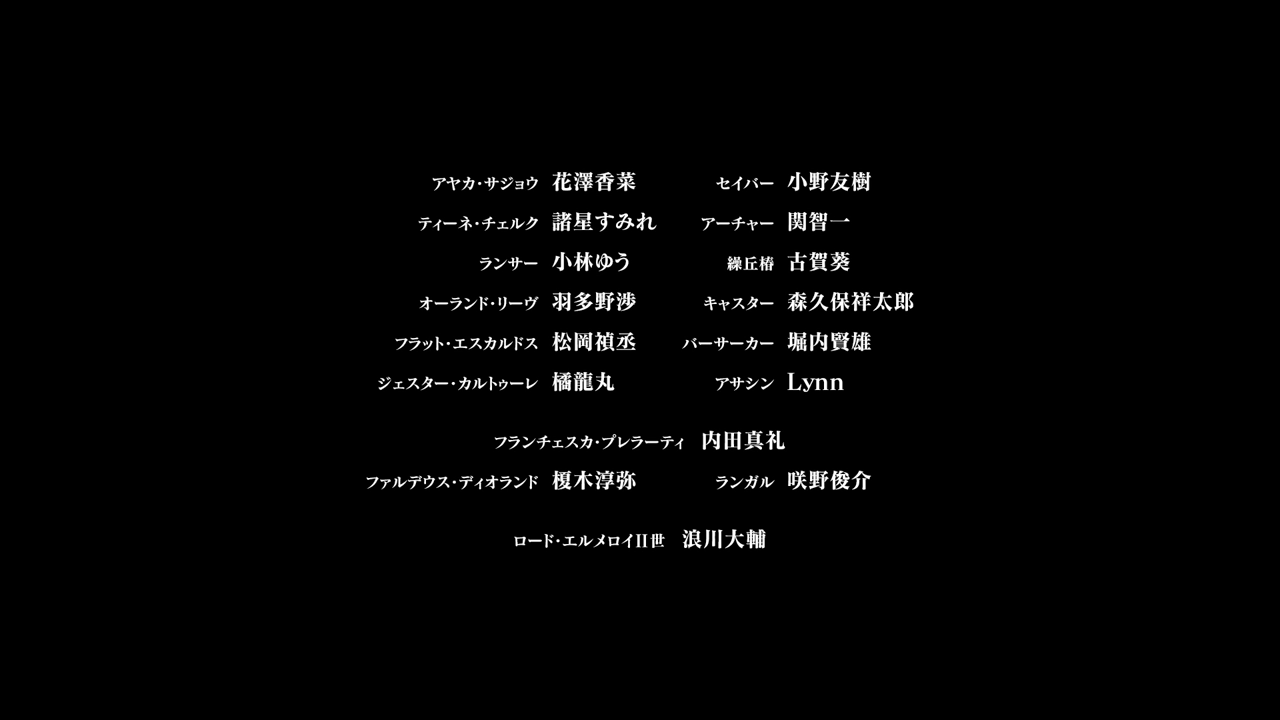 アヤカ・サジョウ 花澤香菜 セイバー 小野友樹
ティーネ・チェルク 諸星すみれ アーチャー 関智一
ランサー 小林ゆう 繰丘椿 古賀葵
オーランド・リーヴ 羽多野渉 キャスター 森久保祥太郎
フラット・エスカルドス 松岡禎丞 バーサーカー 堀内賢雄
ジェスター・カルトゥーレ 橘龍丸 アサシン Lynn
フランチェスカ・プレラーティ 内田真礼
ファルデウス・ディオランド 榎木淳弥 ランガル 咲野俊介
ロード・エルメロイII世 浪川大輔